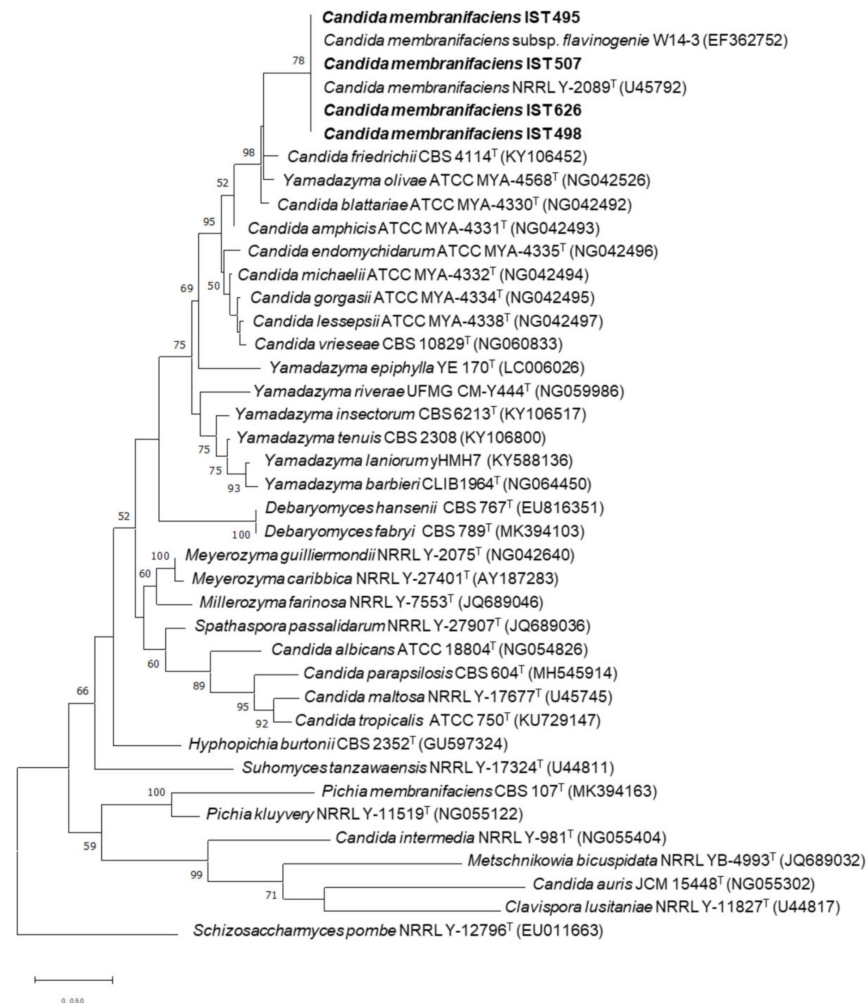 Candida membranifaciens IST495
Candida membranifaciens subsp. flavinogenie W14-3 (EF362752)
78
Candida membranifaciens IST507
Candida membranifaciens NRRL Y-2089T (U45792)
Candida membranifaciens IST626
Candida membranifaciens IST498
98
Candida friedrichii CBS 4114T (KY106452)
52
Yamadazyma olivae ATCC MYA-4568T (NG042526)
Candida blattariae ATCC MYA-4330T (NG042492)
95
Candida amphicis ATCC MYA-4331T (NG042493)
Candida endomychidarum ATCC MYA-4335T (NG042496)
Candida michaelii ATCC MYA-4332T (NG042494)
50
69
Candida gorgasii ATCC MYA-4334T (NG042495)
Candida lessepsii ATCC MYA-4338T (NG042497)
75
Candida vrieseae CBS 10829T (NG060833)
Yamadazyma epiphylla YE 170T (LC006026)
Yamadazyma riverae UFMG CM-Y444T (NG059986)
Yamadazyma insectorum CBS6213T (KY106517)
Yamadazyma tenuis CBS 2308 (KY106800)
75
Yamadazyma laniorum yHMH7 (KY588136)
75
Yamadazyma barbieri CLIB1964T (NG064450)
93
Debaryomyces hansenii CBS 767T (EU816351)
52
Debaryomyces fabryi CBS 789T (MK394103)
100
Meyerozyma guilliermondii NRRL Y-2075T (NG042640)
100
Meyerozyma caribbica NRRL Y-27401T (AY187283)
60
Millerozyma farinosa NRRL Y-7553T (JQ689046)
Spathaspora passalidarum NRRL Y-27907T (JQ689036)
Candida albicans ATCC 18804T (NG054826)
60
Candida parapsilosis CBS 604T (MH545914)
89
Candida maltosa NRRL Y-17677T (U45745)
66
95
Candida tropicalis ATCC 750T (KU729147)
92
Hyphopichia burtonii CBS 2352T (GU597324)
Suhomyces tanzawaensis NRRL Y-17324T (U44811)
Pichia membranifaciens CBS 107T (MK394163)
100
Pichia kluyvery NRRL Y-11519T (NG055122)
Candida intermedia NRRL Y-981T (NG055404)
59
Metschnikowia bicuspidata NRRL YB-4993T (JQ689032)
99
Candida auris JCM 15448T (NG055302)
71
Clavispora lusitaniae NRRL Y-11827T (U44817)
Schizosaccharmyces pombe NRRL Y-12796T (EU011663)
0.050